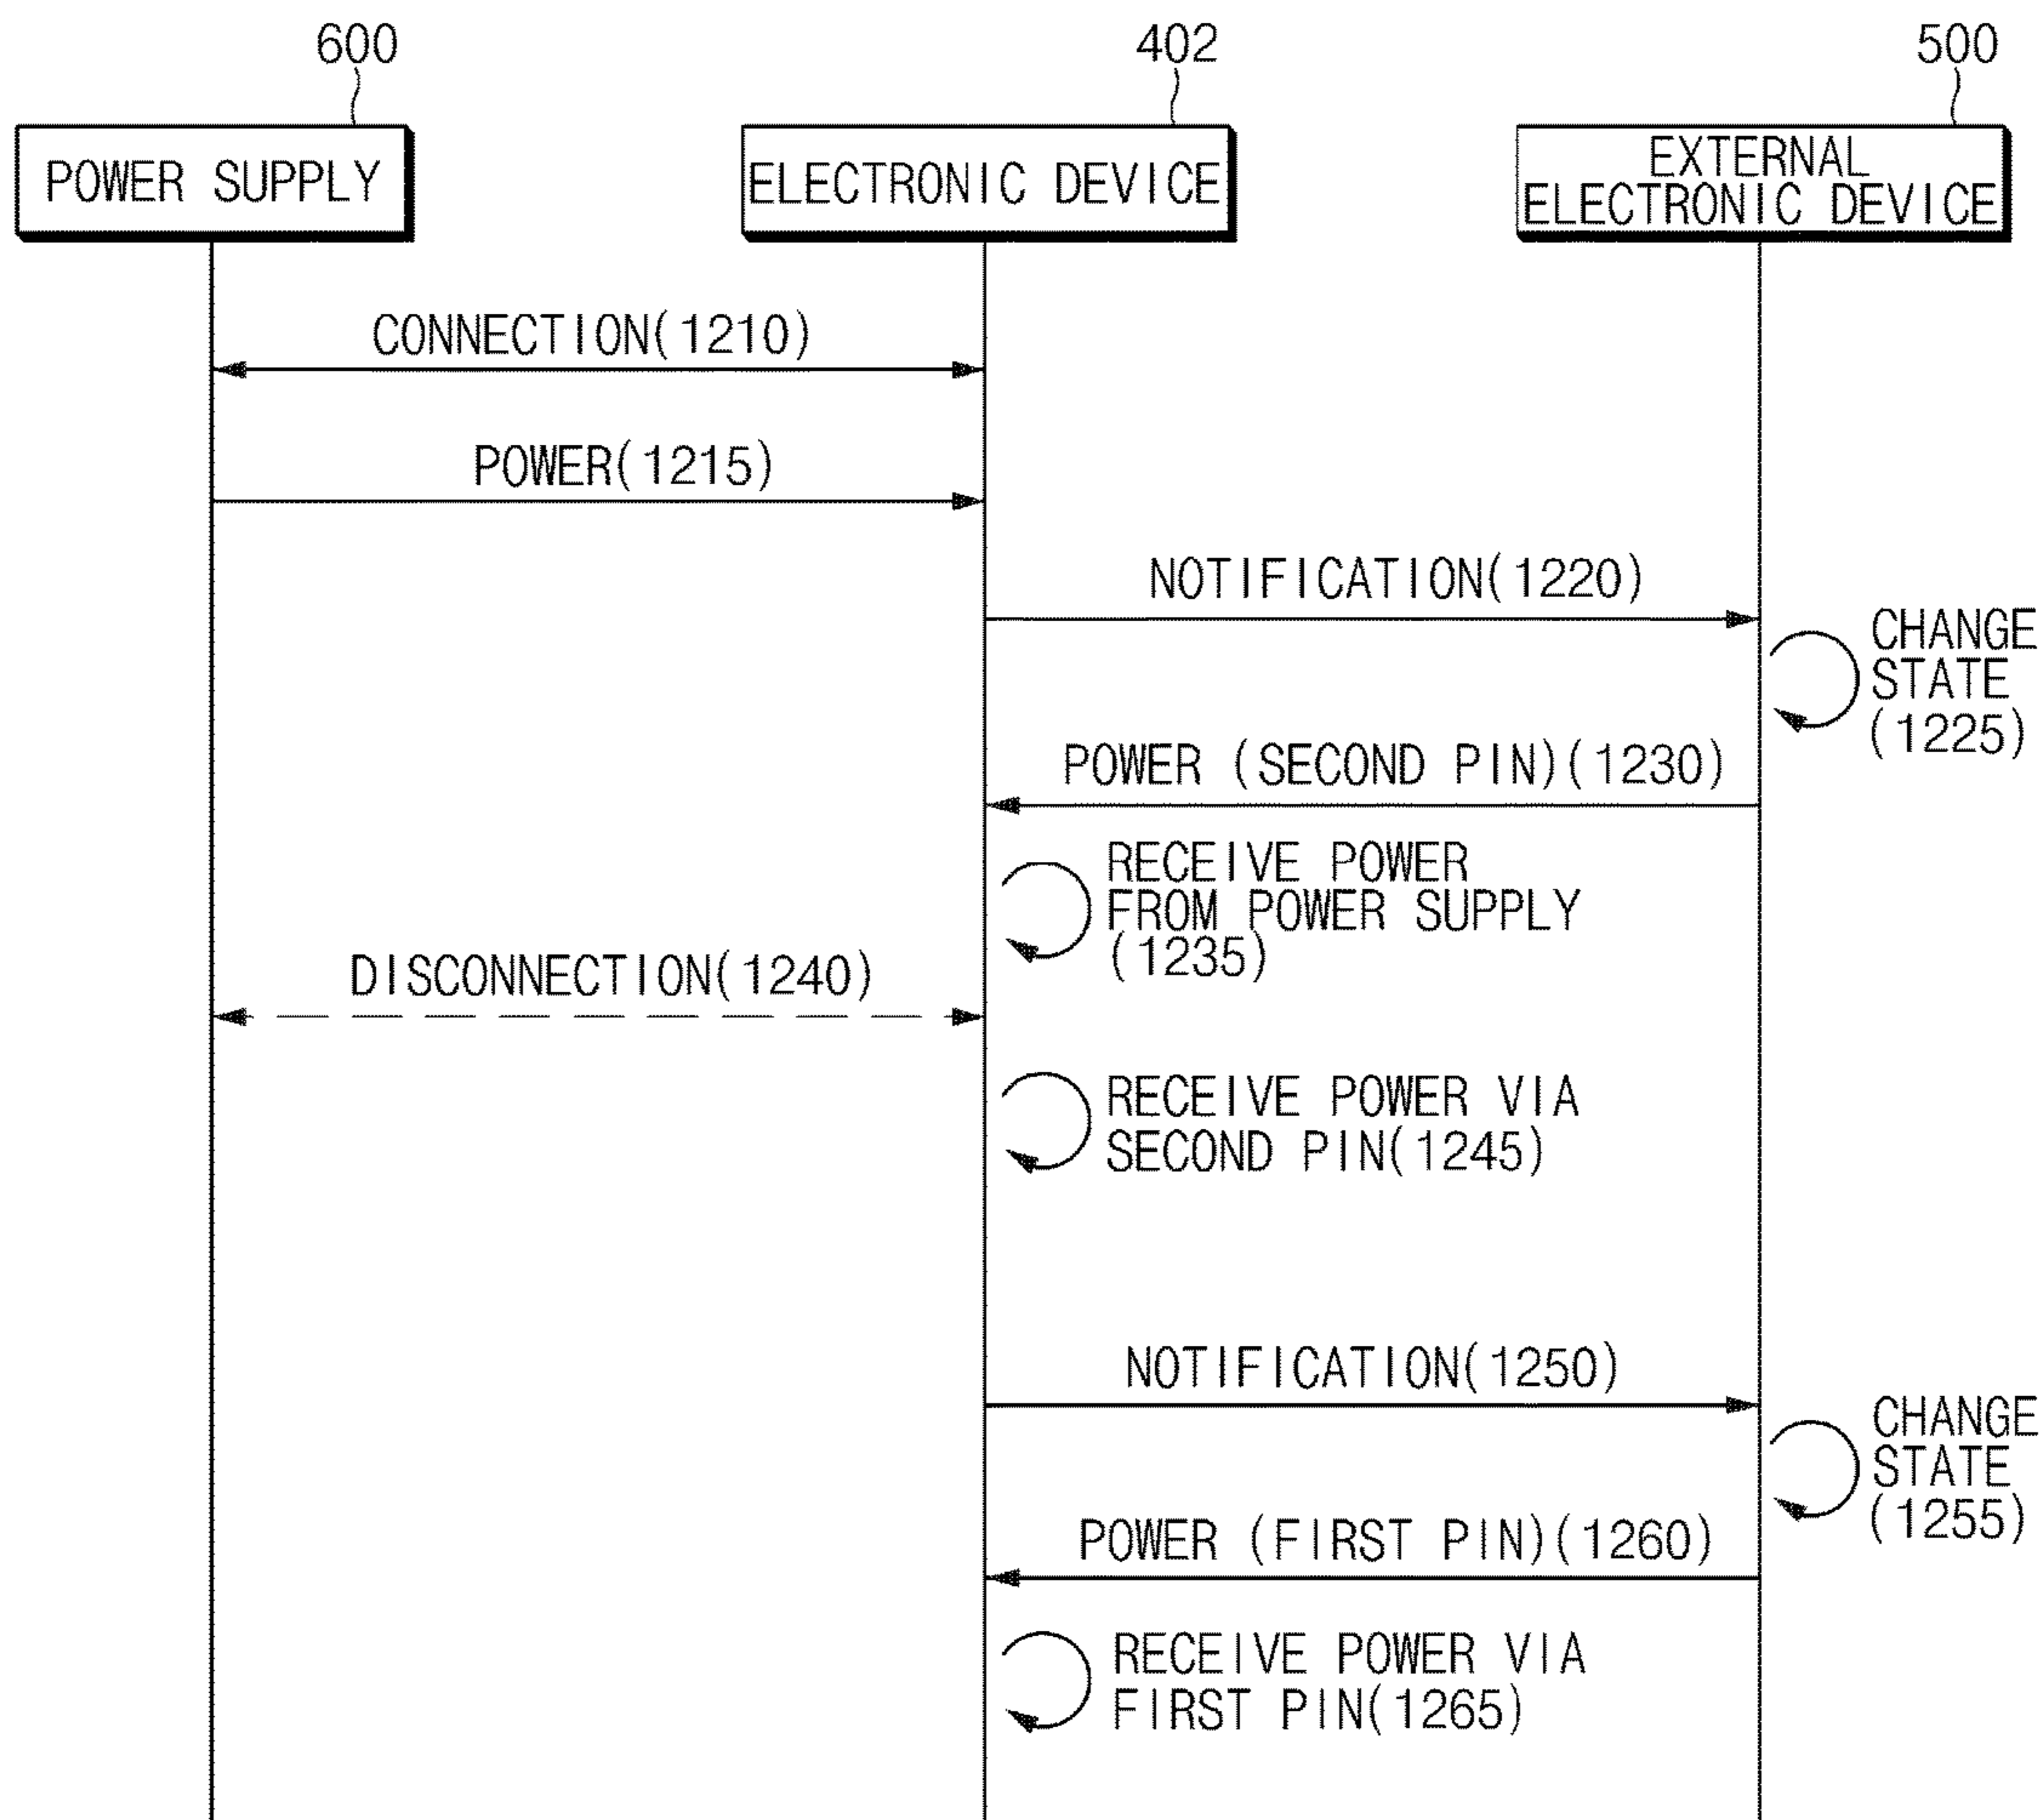 600
402
500
POWER SUPPLY
ELECTRONIC DEVICE
EXTERNAL
ELECTRONIC DEVICE
CONNECTION(1210)
POWER(1215)
NOTIFICATION(1220)
CHANGE
STATE
(1225)
POWER (SECOND PIN)(1230)
RECEIVE POWER
FROM POWER SUPPLY
(1235)
DISCONNECTION(1240)
RECEIVE POWER VIA
SECOND PIN(1245)
NOTIFICATION(1250)
CHANGE
STATE
(1255)
POWER (FIRST PIN)(1260)
RECEIVE POWER VIA
FIRST PIN(1265)